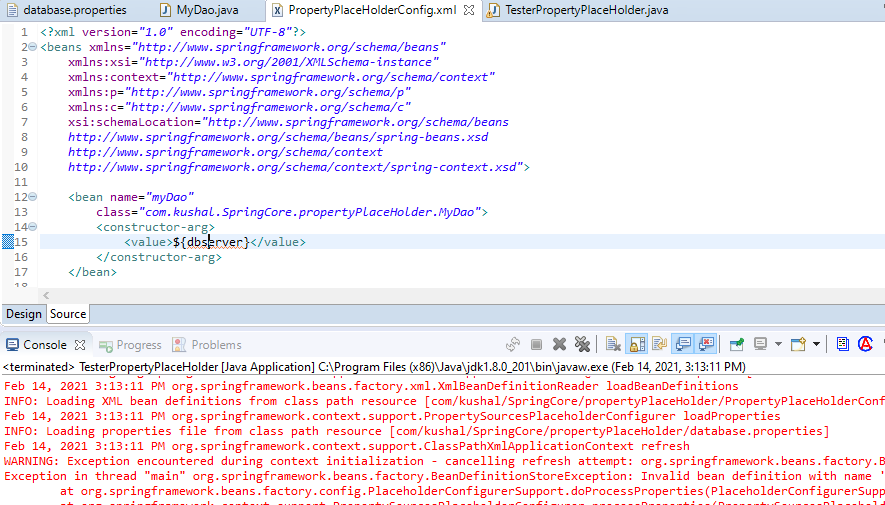 database.properties MyDao.java PropertyPlaceHolderConfig.xml TesterPropertyPlaceHolder.java
1 <?xml version="1.0" encoding="UTF-8"?>
2 <beans xmlns="http://www.springframework.org/schema/beans"
3 xmlns:xsi="http://www.w3.org/2001/XMLSchema-instance"
4 xmlns:context="http://www.springframework.org/schema/context"
5 xmlns:p="http://www.springframework.org/schema/p"
6 xmlns:c="http://www.springframework.org/schema/c"
7 xsi:schemaLocation="http://www.springframework.org/schema/beans
8 http://www.springframework.org/schema/beans/spring-beans.xsd
9 http://www.springframework.org/schema/context
10 http://www.springframework.org/schema/context/spring-context.xsd">
11
12 <bean name="myDao"
13 class="com.kushal.SpringCore.propertyPlaceHolder.MyDao">
14 <constructor-arg>
15 <value>${dbserver}</value>
16 </constructor-arg>
17 </bean>
18
Design Source
Console Progress Problems
<terminated> TesterPropertyPlaceHolder [Java Application] C:\Program Files (x86)\Java\jdk1.8.0_201\bin\javaw.exe (Feb 14, 2021, 3:13:11 PM)
Feb 14, 2021 3:13:11 PM org.springframework.beans.factory.xml.XmlBeanDefinitionReader loadBeanDefinitions
INFO: Loading XML bean definitions from class path resource [com/kushal/SpringCore/propertyPlaceHolder/PropertyPlaceHolderConf
Feb 14, 2021 3:13:11 PM org.springframework.context.support.PropertySourcesPlaceholderConfigurer loadProperties
INFO: Loading properties file from class path resource [com/kushal/SpringCore/propertyPlaceHolder/database.properties]
Feb 14, 2021 3:13:11 PM org.springframework.context.support.ClassPathXmlApplicationContext refresh
WARNING: Exception encountered during context initialization - cancelling refresh attempt: org.springframework.beans.factory.B
Exception in thread "main" org.springframework.beans.factory.BeanDefinitionStoreException: Invalid bean definition with name '
at org.springframework.beans.factory.config.PlaceholderConfigurerSupport.doProcessProperties(PlaceholderConfigurerSupp